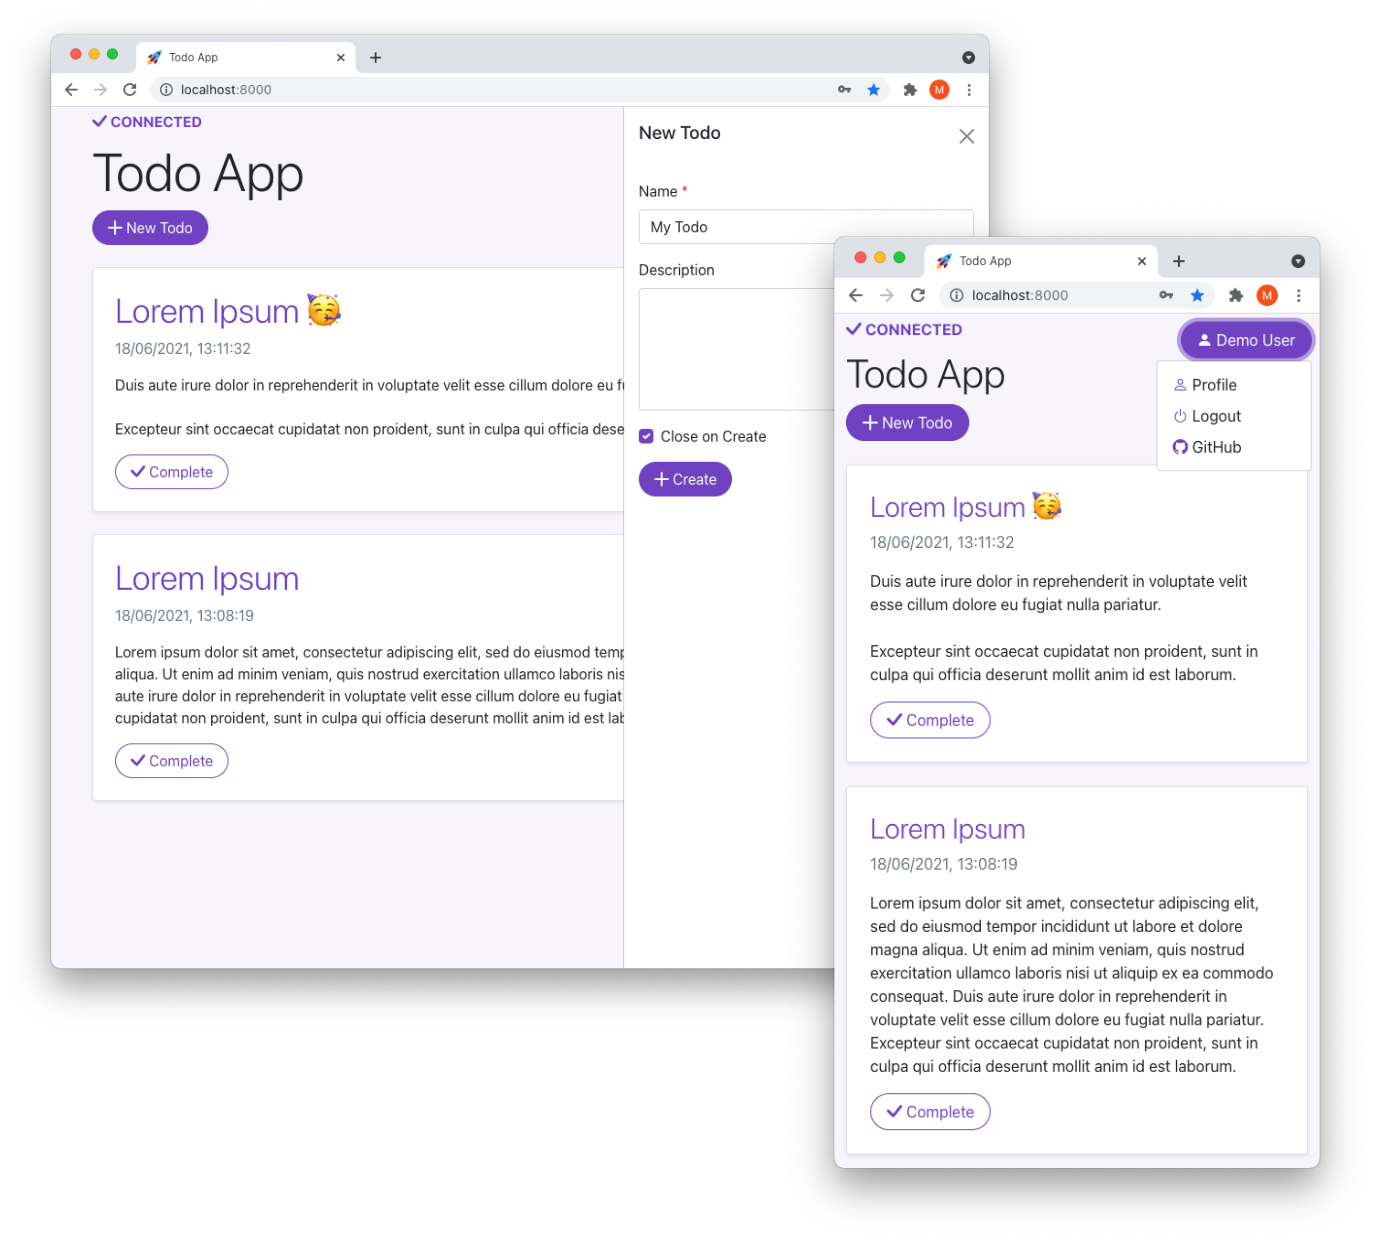 Todo App
localhost:8000
M
CONNECTED
Todo App
New Todo
Lorem Ipsum 🥳
18/06/2021, 13:11:32
Duis aute irure dolor in reprehenderit in voluptate velit esse cillum dolore eu
Excepteur sint occaecat cupidatat non proident, sunt in culpa qui officia dese
Complete
Lorem Ipsum
18/06/2021, 13:08:19
Lorem ipsum dolor sit amet, consectetur adipiscing elit, sed do eiusmod temp
aliqua. Ut enim ad minim veniam, quis nostrud exercitation ullamco laboris nis
aute irure dolor in reprehenderit in voluptate velit esse cillum dolore eu fugiat
cupidatat non proident, sunt in culpa qui officia deserunt mollit anim id est lab
Complete
New Todo
Name *
My Todo
Description
Close on Create
Create
Todo App
localhost:8000
M
CONNECTED
Demo User
Todo App
New Todo
Profile
Logout
GitHub
Lorem Ipsum 🥳
18/06/2021, 13:11:32
Duis aute irure dolor in reprehenderit in voluptate velit
esse cillum dolore eu fugiat nulla pariatur.
Excepteur sint occaecat cupidatat non proident, sunt in
culpa qui officia deserunt mollit anim id est laborum.
Complete
Lorem Ipsum
18/06/2021, 13:08:19
Lorem ipsum dolor sit amet, consectetur adipiscing elit,
sed do eiusmod tempor incididunt ut labore et dolore
magna aliqua. Ut enim ad minim veniam, quis nostrud
exercitation ullamco laboris nisi ut aliquip ex ea commodo
consequat. Duis aute irure dolor in reprehenderit in
voluptate velit esse cillum dolore eu fugiat nulla pariatur.
Excepteur sint occaecat cupidatat non proident, sunt in
culpa qui officia deserunt mollit anim id est laborum.
Complete